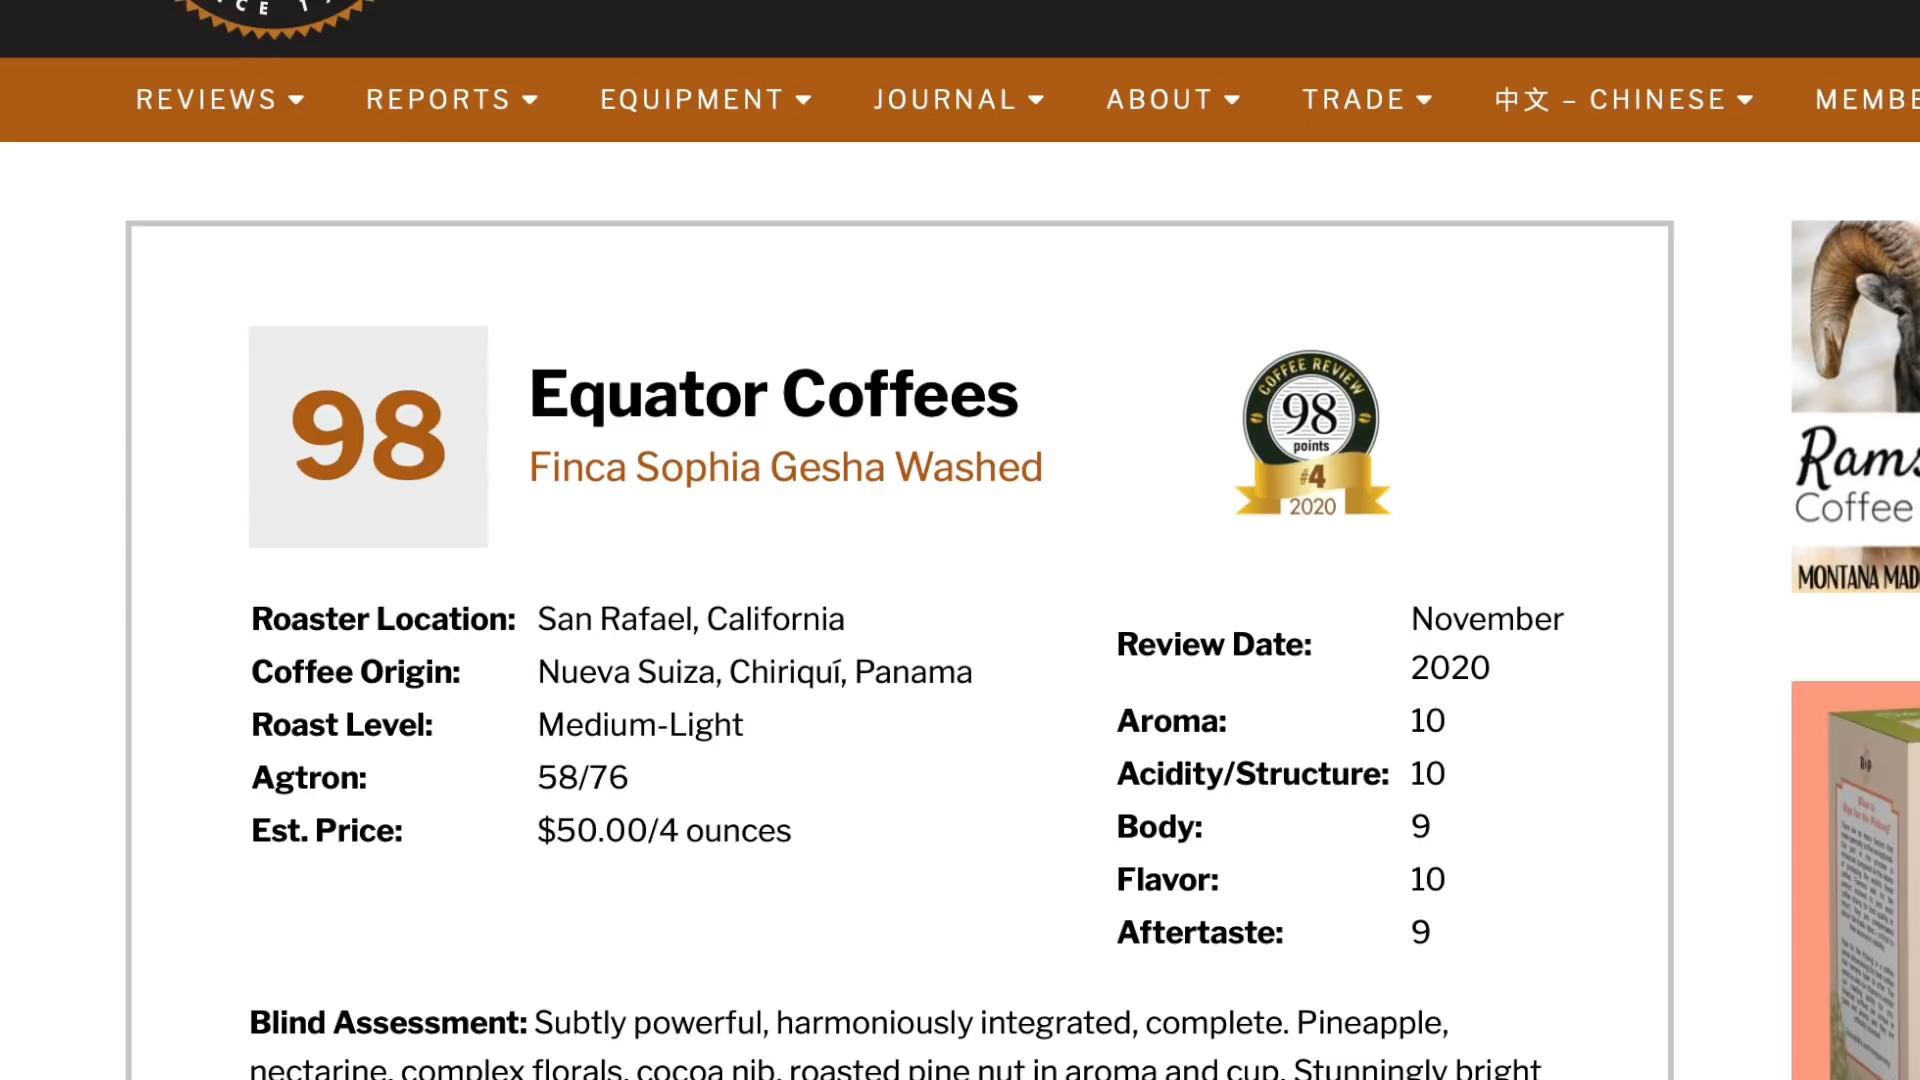 REVIEWS
REPORTS
EQUIPMENT
JOURNAL
ABOUT
TRADE
中文 – CHINESE
MEMBE
98
Equator Coffees
Finca Sophia Gesha Washed
COFFEE REVIEW
98
points
#4
2020
Roaster Location: San Rafael, California
Coffee Origin: Nueva Suiza, Chiriquí, Panama
Roast Level: Medium-Light
Agtron: 58/76
Est. Price: $50.00/4 ounces
Review Date: November
2020
Aroma: 10
Acidity/Structure: 10
Body: 9
Flavor: 10
Aftertaste: 9
Blind Assessment: Subtly powerful, harmoniously integrated, complete. Pineapple,
nectarine, complex florals, cocoa nib, roasted pine nut in aroma and cup. Stunningly bright
Rams
Coffee
MONTANA MAD